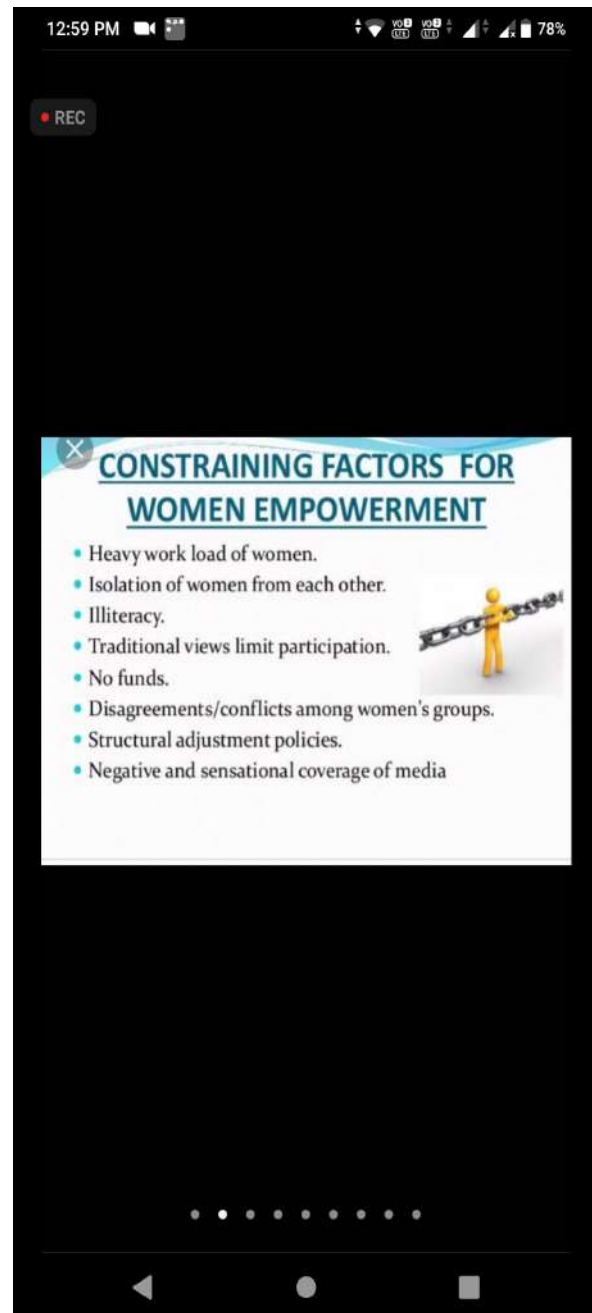 12:59 PM
78%
REC
CONSTRAINING FACTORS FOR
WOMEN EMPOWERMENT
• Heavy work load of women.
• Isolation of women from each other.
• Illiteracy.
• Traditional views limit participation.
• No funds.
• Disagreements/conflicts among women's groups.
• Structural adjustment policies.
• Negative and sensational coverage of media